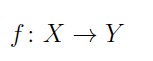 f: X → Y